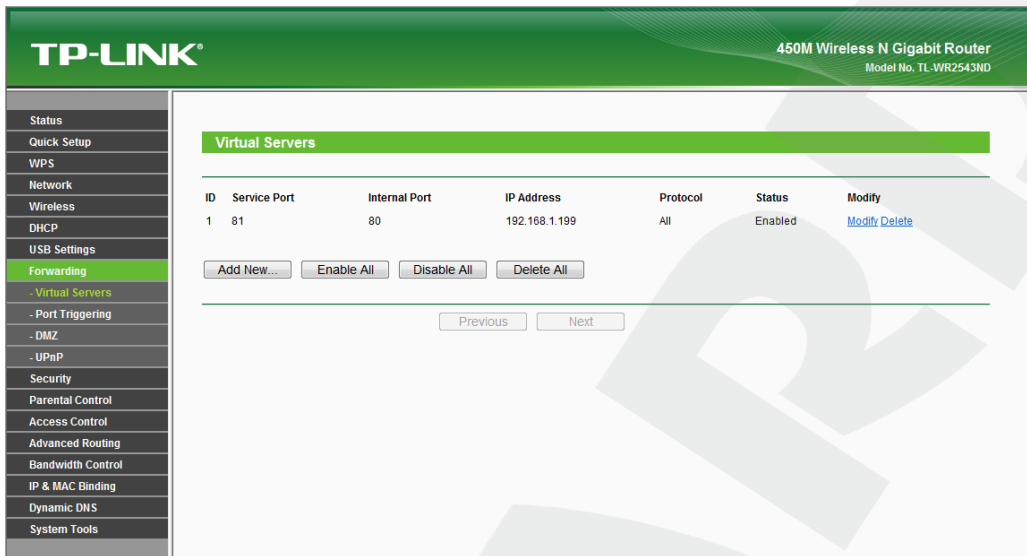 TP-LINK®
450M Wireless N Gigabit Router
Model No. TL-WR2543ND
Status
Quick Setup
WPS
Network
Wireless
DHCP
USB Settings
Forwarding
- Virtual Servers
- Port Triggering
- DMZ
- UPnP
Security
Parental Control
Access Control
Advanced Routing
Bandwidth Control
IP & MAC Binding
Dynamic DNS
System Tools
Virtual Servers
ID Service Port Internal Port IP Address Protocol Status Modify
1 81 80 192.168.1.199 All Enabled Modify Delete
Add New... Enable All Disable All Delete All
Previous Next